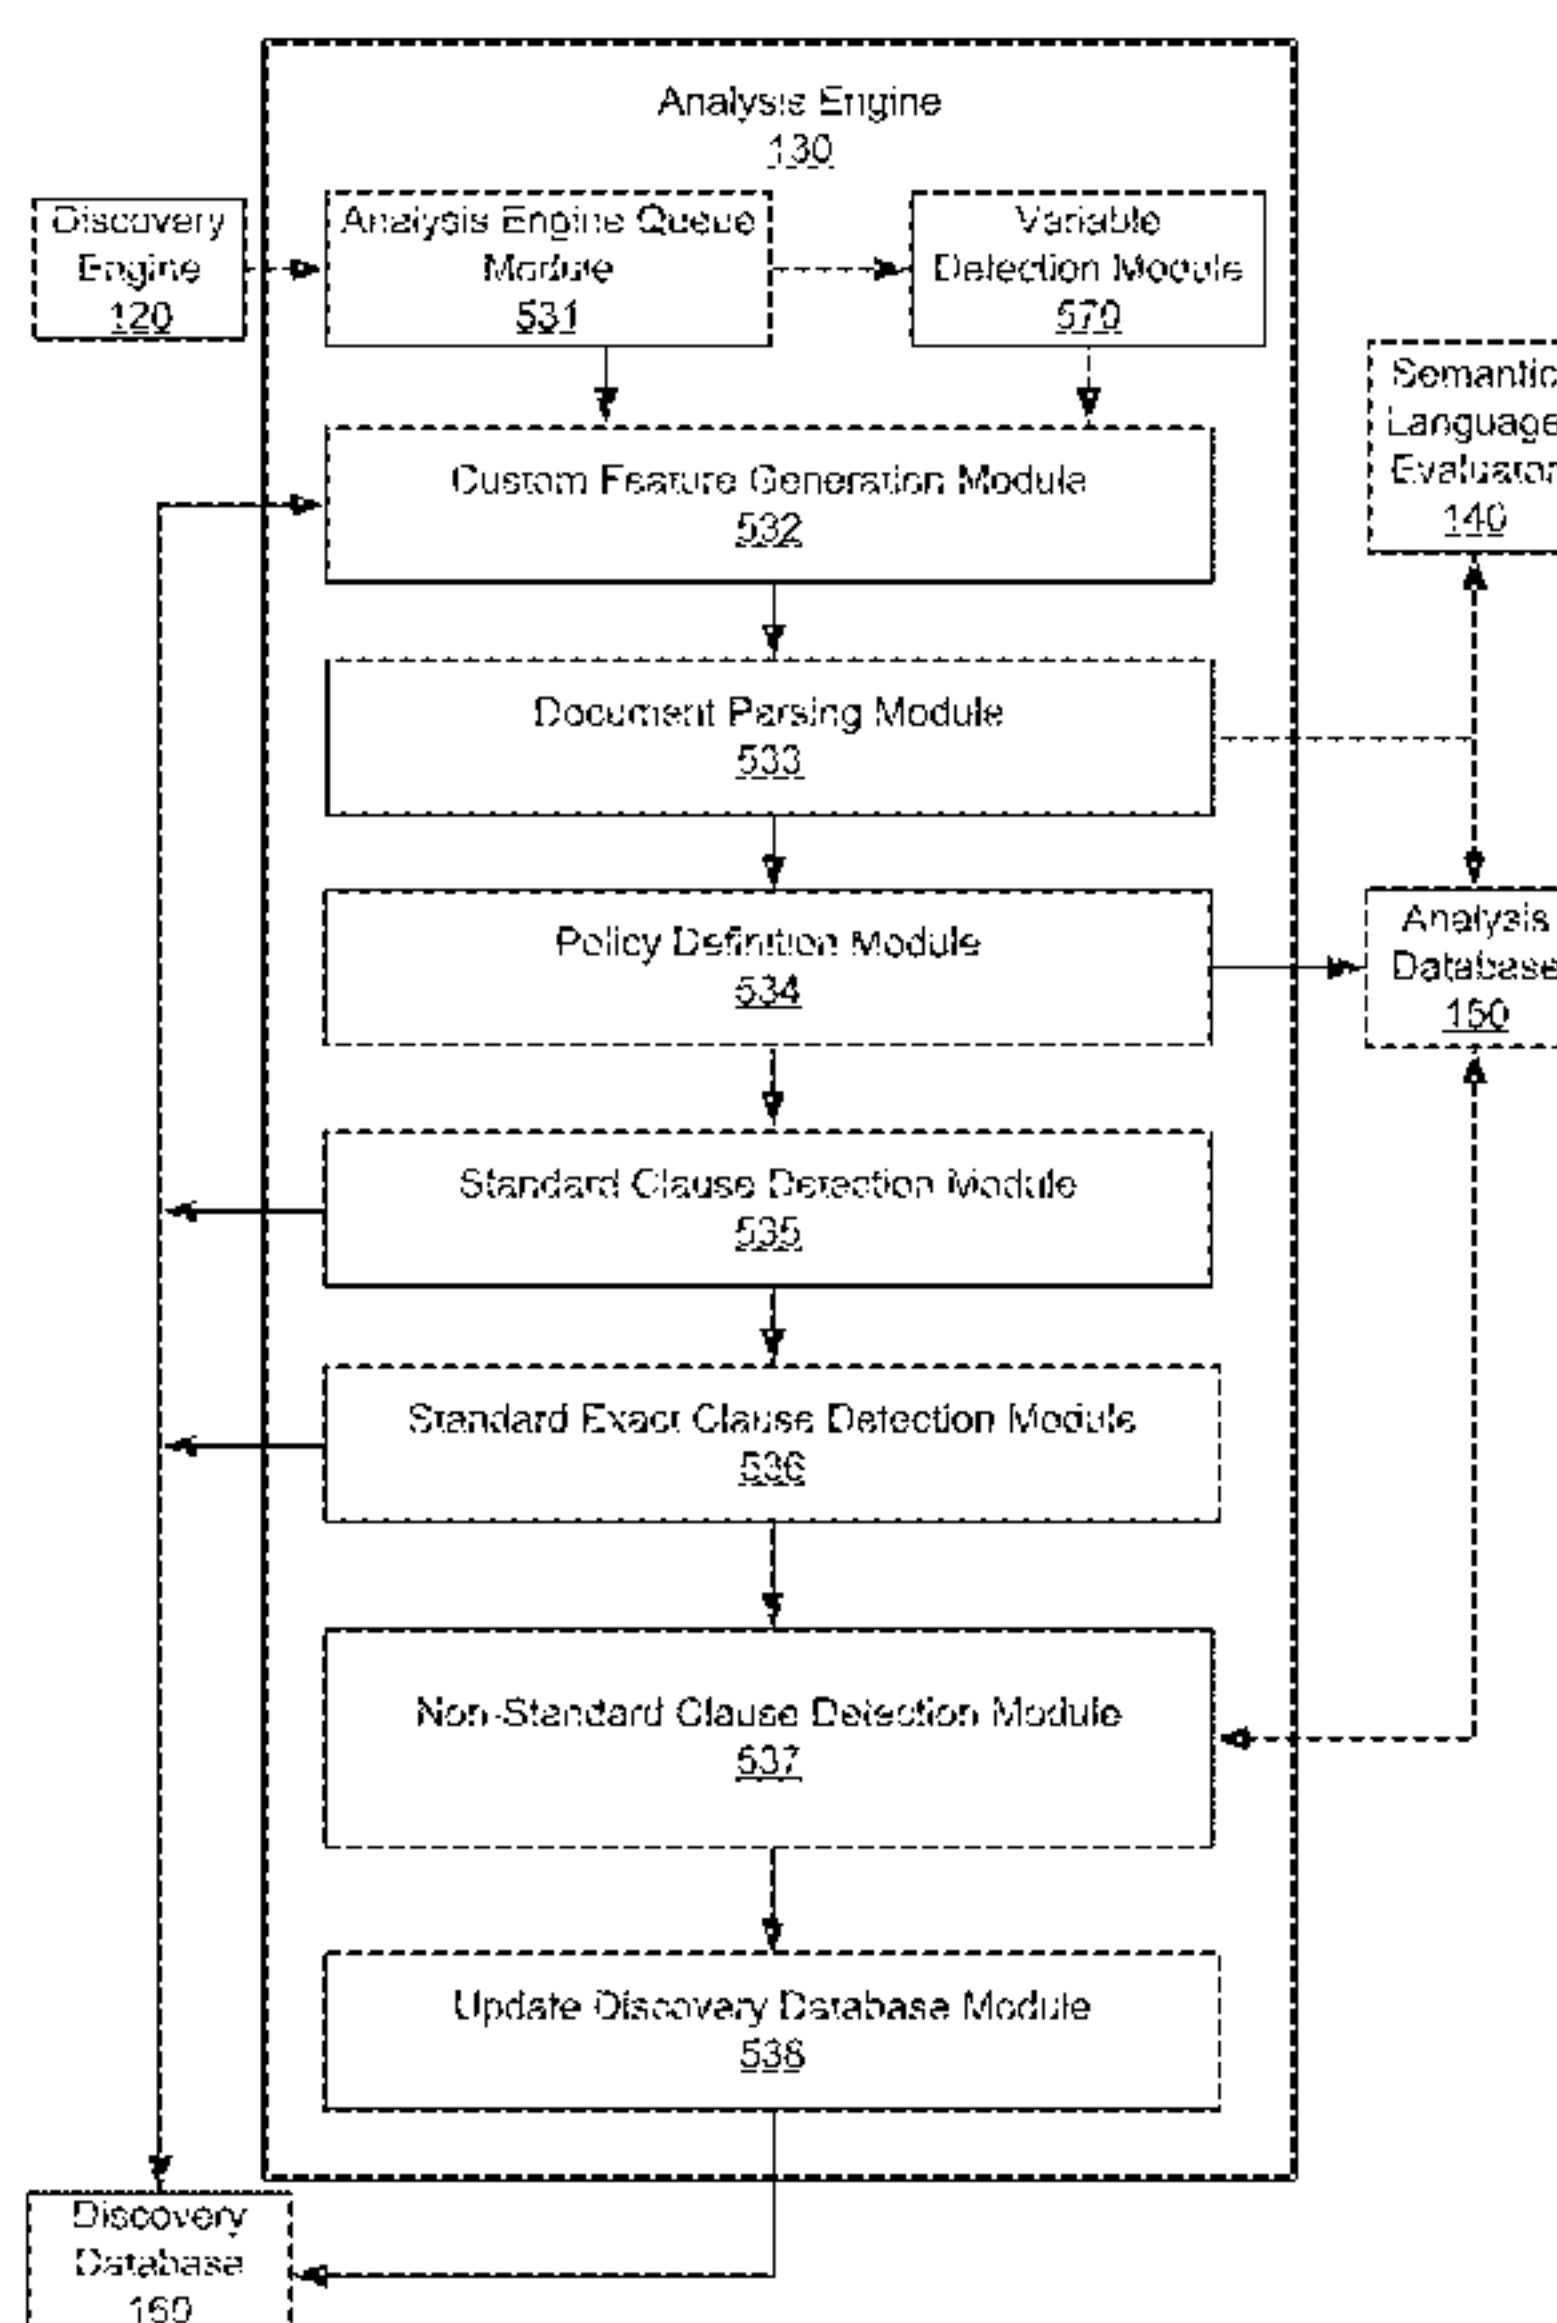 Analysis Engine
130
Discovery
Engine
120
Analysis Engine Queue
Module
531
Variable
Detection Module
570
Semantic
Language
Evaluator
140
Custom Feature Generation Module
532
Document Parsing Module
533
Policy Definition Module
534
Analysis
Database
150
Standard Clause Detection Module
535
Standard Exact Clause Detection Module
536
Non-Standard Clause Detection Module
537
Update Discovery Database Module
538
Discovery
Database
160